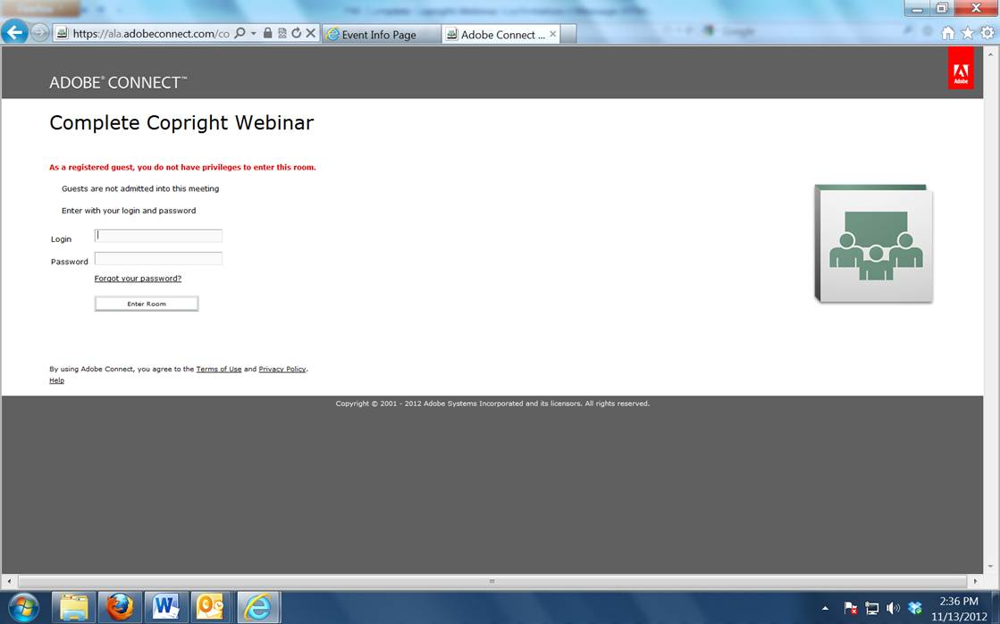 https://ala.adobeconnect.com/co
Event Info Page
Adobe Connect ...
Google
ADOBE® CONNECT™
Adobe
Complete Copright Webinar
As a registered guest, you do not have privileges to enter this room.
Guests are not admitted into this meeting
Enter with your login and password
Login
Password
Forgot your password?
Enter Room
By using Adobe Connect, you agree to the Terms of Use and Privacy Policy.
Help
Copyright © 2001 - 2012 Adobe Systems Incorporated and its licensors. All rights reserved.
2:36 PM
11/13/2012